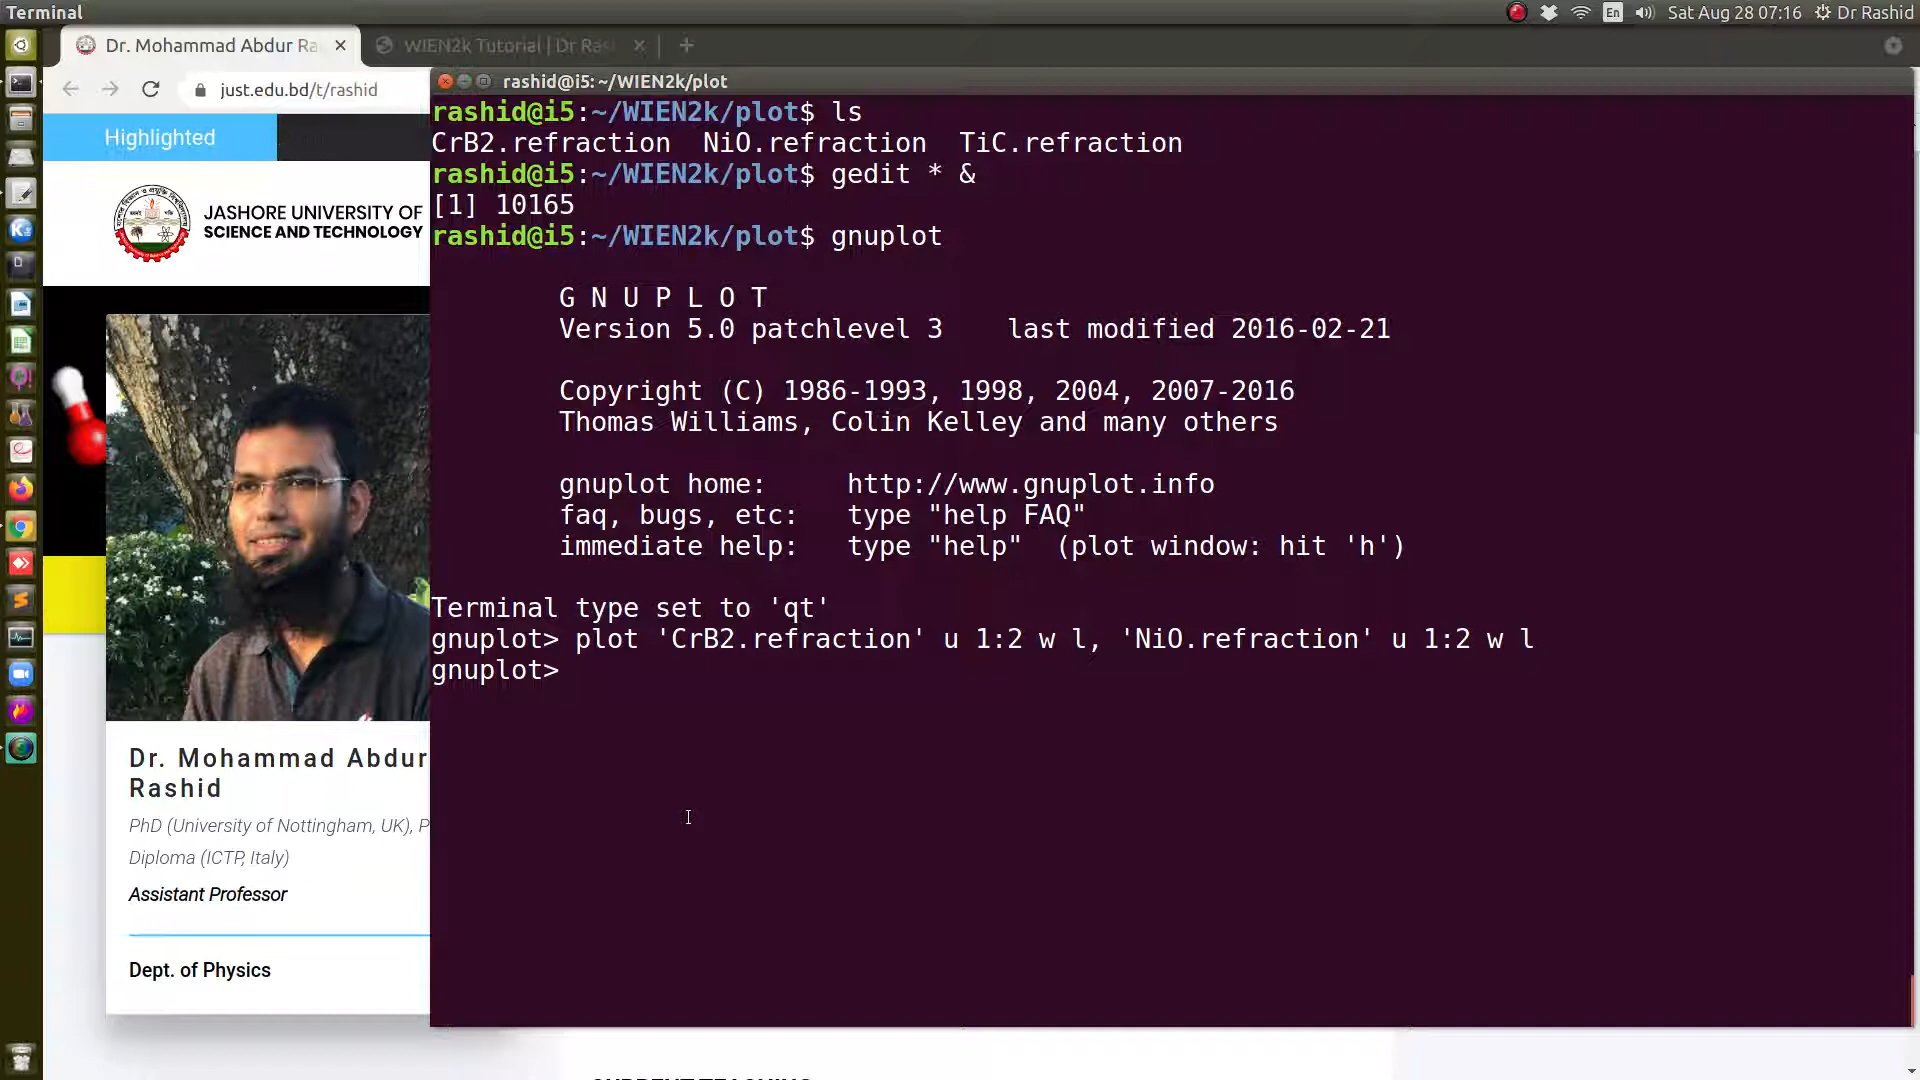 Terminal
En
Sat Aug 28 07:16
Dr Rashid
Dr. Mohammad Abdur Ra
WIEN2k Tutorial | Dr Ras
just.edu.bd/t/rashid
Highlighted
JASHORE UNIVERSITY OF
SCIENCE AND TECHNOLOGY
Dr. Mohammad Abdur
Rashid
PhD (University of Nottingham, UK), P
Diploma (ICTP, Italy)
Assistant Professor
Dept. of Physics
rashid@i5: ~/WIEN2k/plot
rashid@i5:~/WIEN2k/plot$ ls
CrB2.refraction  NiO.refraction  TiC.refraction
rashid@i5:~/WIEN2k/plot$ gedit * &
[1] 10165
rashid@i5:~/WIEN2k/plot$ gnuplot
G N U P L O T
Version 5.0 patchlevel 3    last modified 2016-02-21
Copyright (C) 1986-1993, 1998, 2004, 2007-2016
Thomas Williams, Colin Kelley and many others
gnuplot home:     http://www.gnuplot.info
faq, bugs, etc:   type "help FAQ"
immediate help:   type "help"  (plot window: hit 'h')
Terminal type set to 'qt'
gnuplot> plot 'CrB2.refraction' u 1:2 w l, 'NiO.refraction' u 1:2 w l
gnuplot>